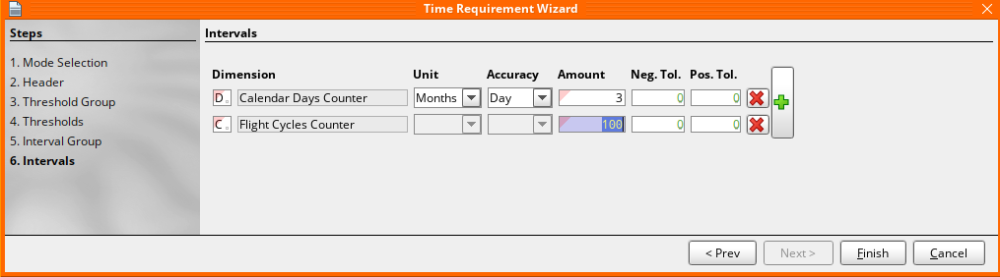 Time Requirement Wizard
Steps
1. Mode Selection
2. Header
3. Threshold Group
4. Thresholds
5. Interval Group
6. Intervals
Intervals
Dimension Unit Accuracy Amount Neg. Tol. Pos. Tol.
D. Calendar Days Counter Months Day 3 0 0
C. Flight Cycles Counter 100 0 0
< Prev Next > Finish Cancel